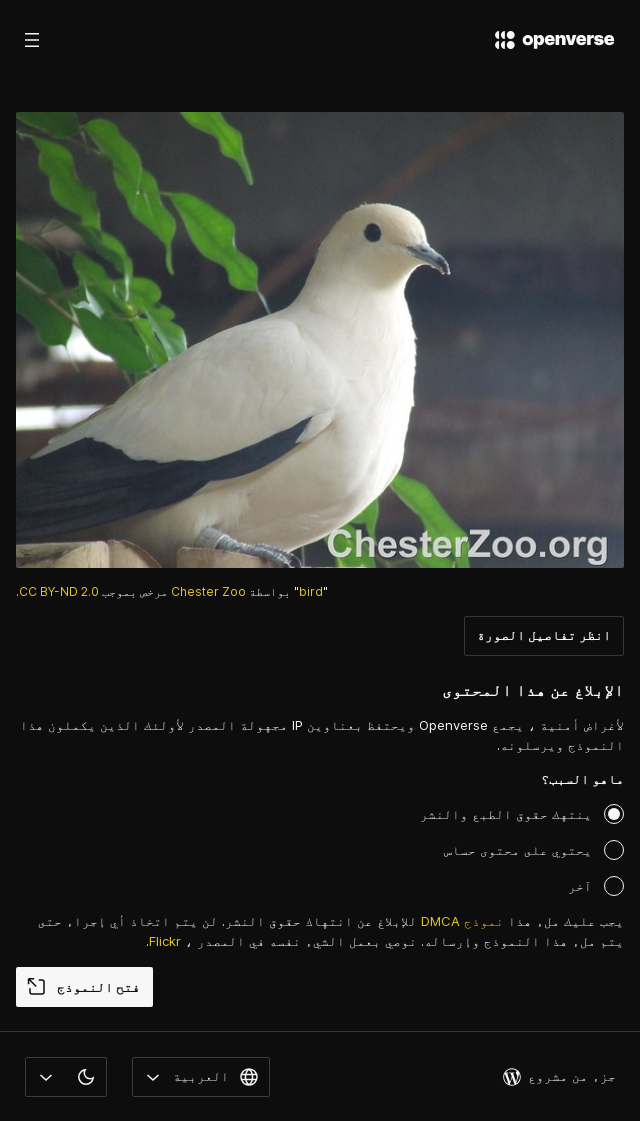 openverse
ChesterZoo.org
"bird" بواسطة Chester Zoo مرخص بموجب CC BY-ND 2.0.
انظر تفاصيل الصورة
الإبلاغ عن هذا المحتوى
لأغراض أمنية ، يجمع Openverse ويحتفظ بعناوين IP مجهولة المصدر لأولئك الذين يكملون هذا
النموذج ويرسلونه.
ماهو السبب؟
ينتهك حقوق الطبع والنشر
يحتوي على محتوى حساس
آخر
يجب عليك ملء هذا نموذج DMCA للإبلاغ عن انتهاك حقوق النشر. لن يتم اتخاذ أي إجراء حتى
يتم ملء هذا النموذج وإرساله. نوصي بعمل الشيء نفسه في المصدر ، Flickr.
فتح النموذج
جزء من مشروع
العربية